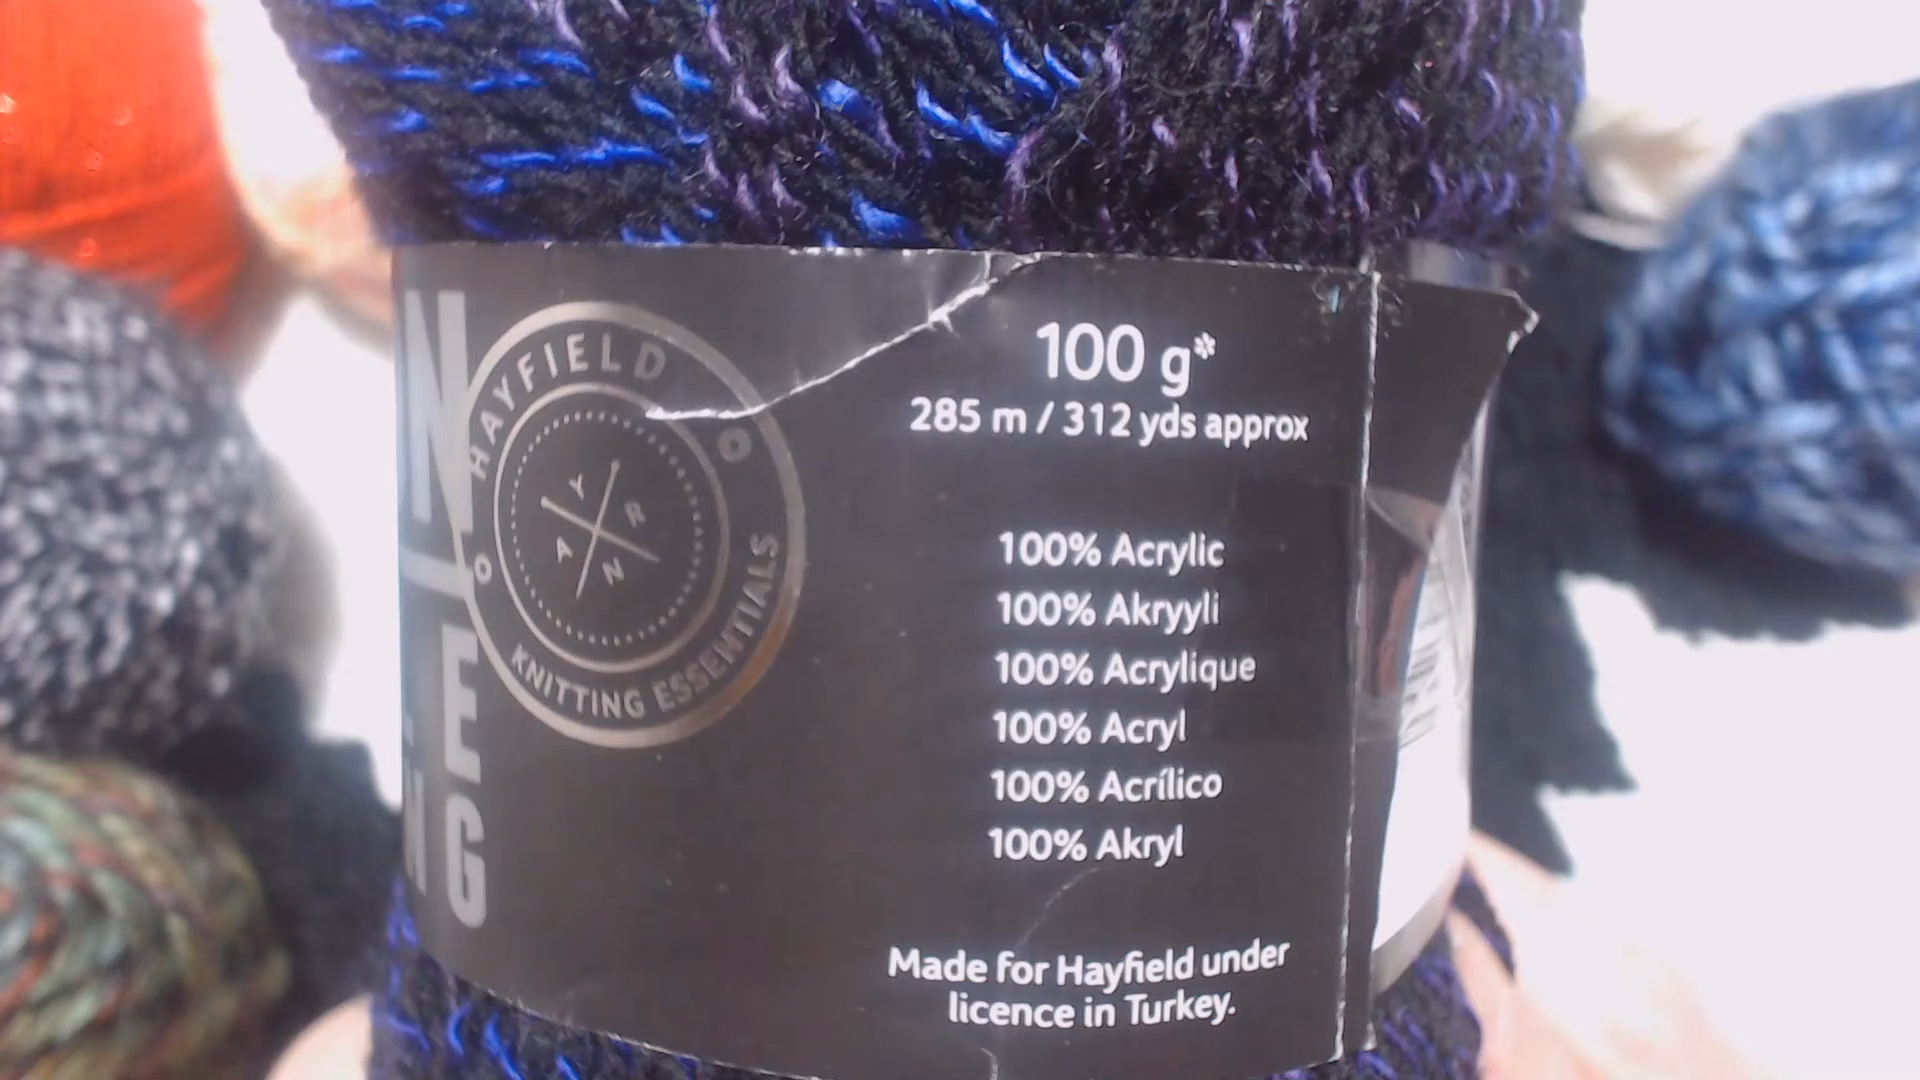 HAYFIELD
YARN
KNITTING ESSENTIALS
100 g*
285 m / 312 yds approx
100% Acrylic
100% Akryyli
100% Acrylique
100% Acryl
100% Acrílico
100% Akryl
Made for Hayfield under
licence in Turkey.